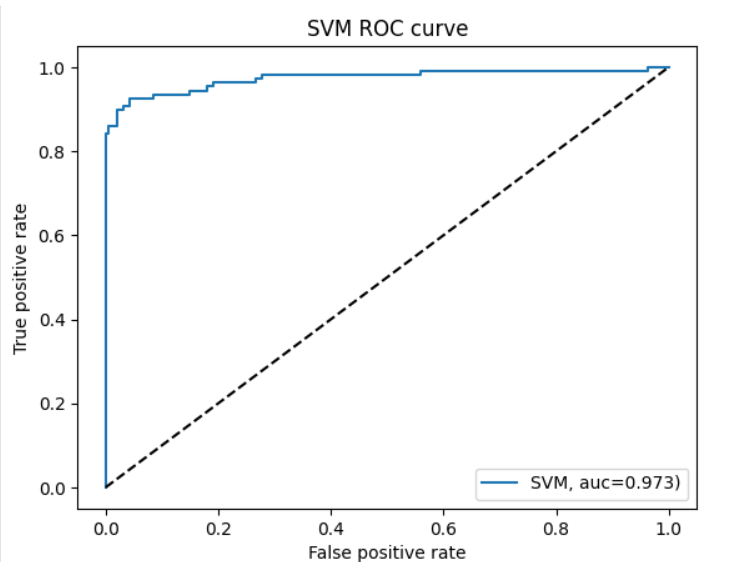 SVM ROC curve
True positive rate
1.0
0.8
0.6
0.4
0.2
0.0
SVM, auc=0.973)
0.0 0.2 0.4 0.6 0.8 1.0
False positive rate